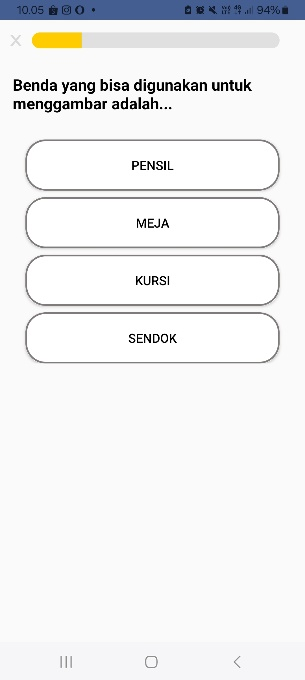 10.05
94%
Benda yang bisa digunakan untuk
menggambar adalah...
PENSIL
MEJA
KURSI
SENDOK